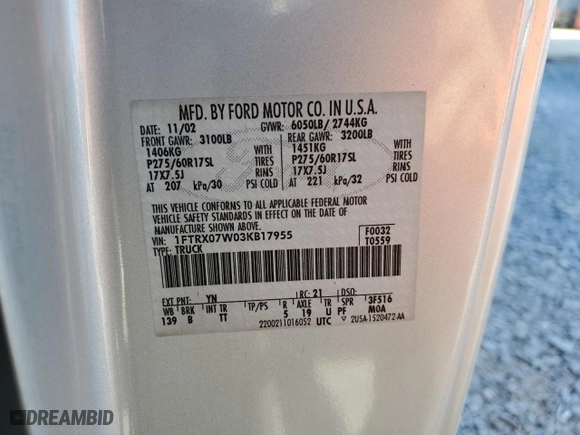 MFD. BY FORD MOTOR CO. IN U.S.A.
DATE: 11/02 GVWR: 6050LB/ 2744KG
FRONT GAWR: 3100LB REAR GAWR: 3200LB
1406KG WITH 1451KG WITH
P275/60R17SL TIRES P275/60R17SL TIRES
17X7.5J RIMS 17X7.5J RIMS
AT 207 kPa/30 PSI COLD AT 221 kPa/32 PSI COLD
THIS VEHICLE CONFORMS TO ALL APPLICABLE FEDERAL MOTOR
VEHICLE SAFETY STANDARDS IN EFFECT ON THE DATE OF
MANUFACTURE SHOWN ABOVE.
VIN: 1FTRX07W03KB17955 F0032
TYPE: TRUCK T0559
EXT PNT: YN RC: 21 DSO:
WB BRK INT TR TP/PS R AXLE TR SPR 3F516
139 B TT 5 19 U PF MOA
2200211016052 UTC 2U5A-1520472-AA
DREAMBID